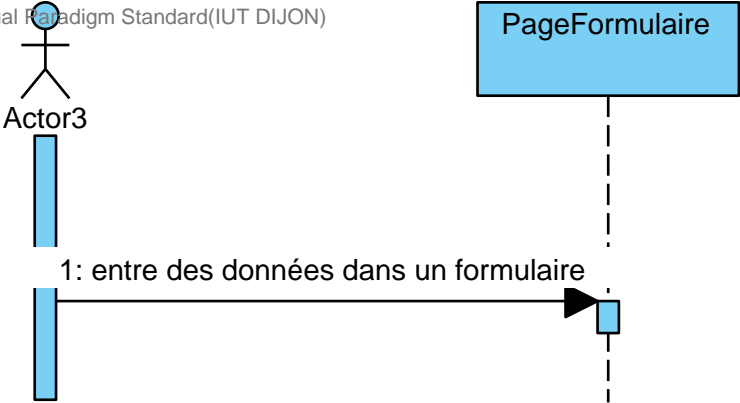 al Paradigm Standard(IUT DIJON)
PageFormulaire
Actor3
1: entre des données dans un formulaire